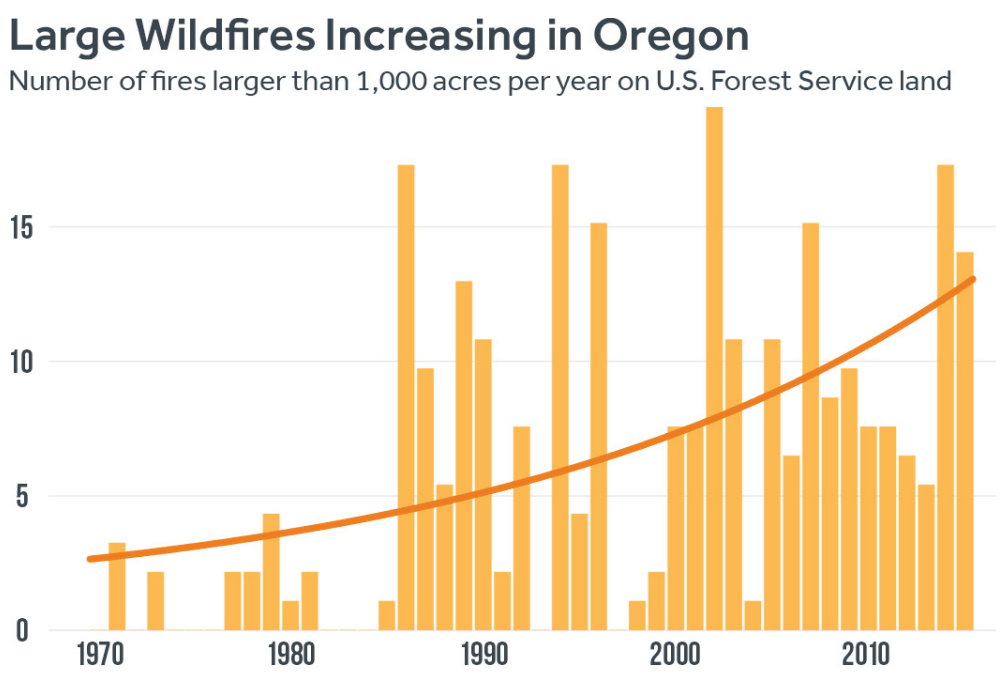 Large Wildfires Increasing in Oregon
Number of fires larger than 1,000 acres per year on U.S. Forest Service land
15
10
5
0
1970 1980 1990 2000 2010